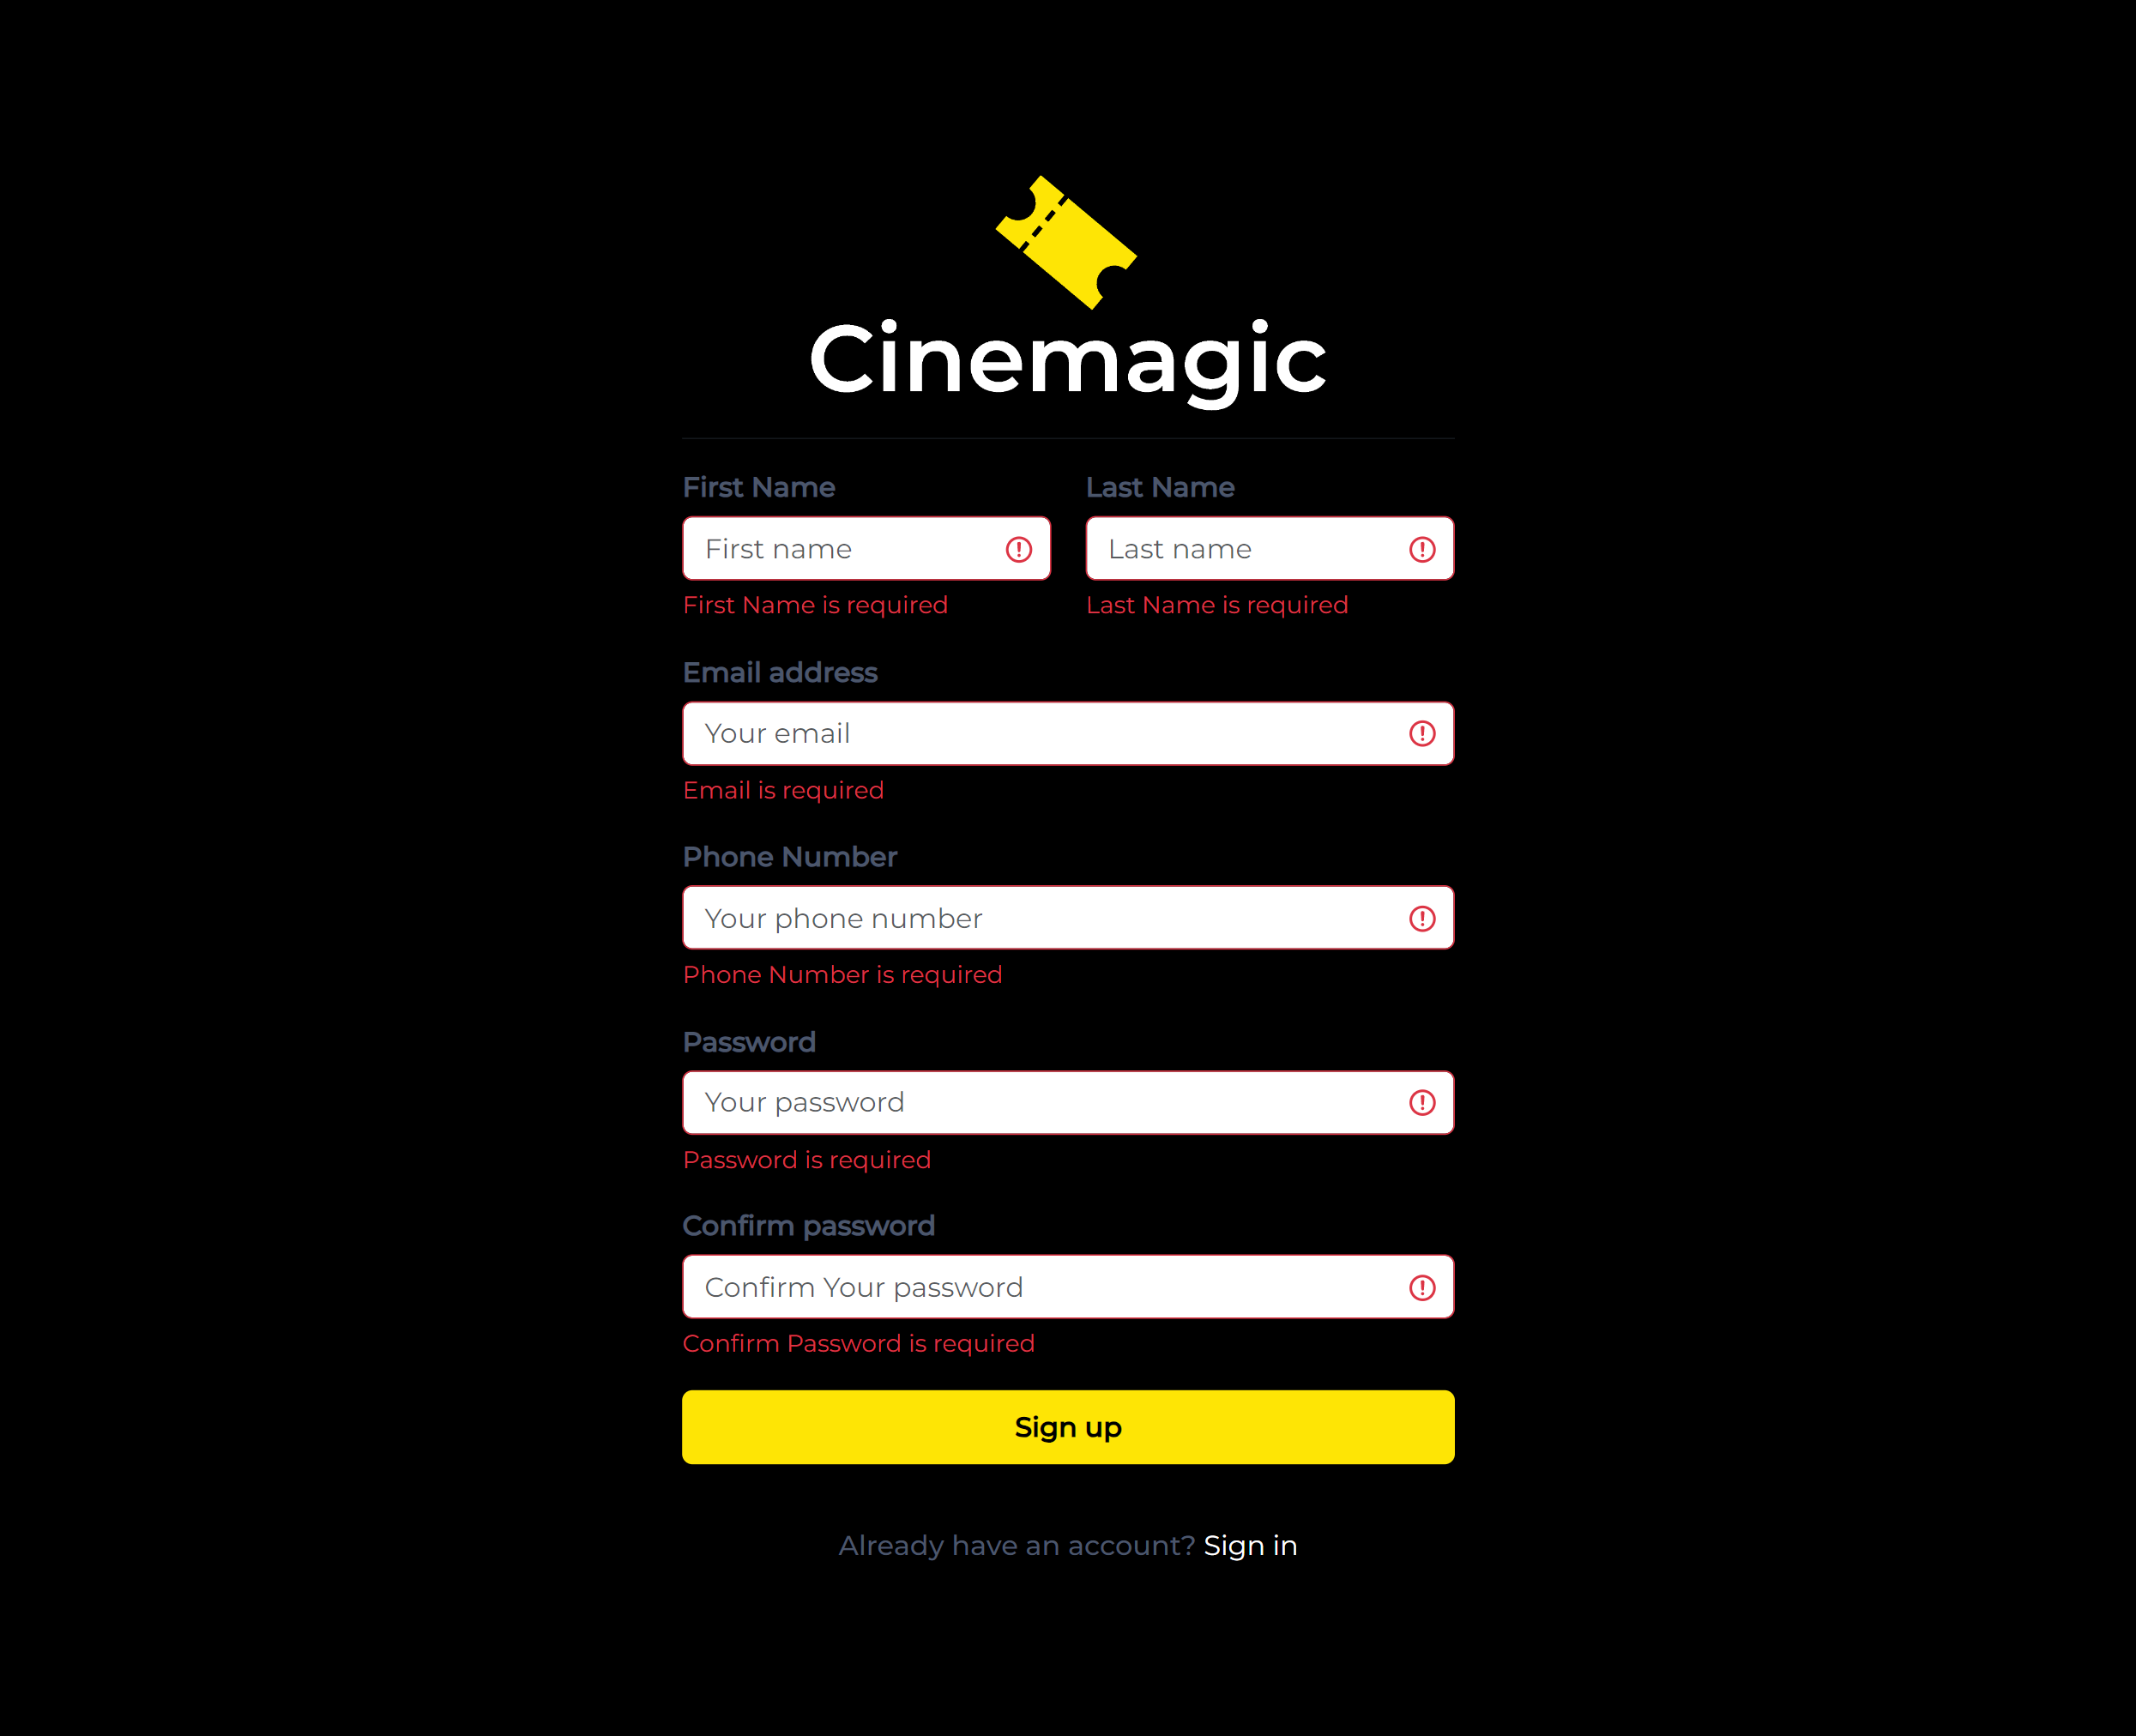 Cinemagic
First Name
Last Name
First name
Last name
First Name is required
Last Name is required
Email address
Your email
Email is required
Phone Number
Your phone number
Phone Number is required
Password
Your password
Password is required
Confirm password
Confirm Your password
Confirm Password is required
Sign up
Already have an account? Sign in